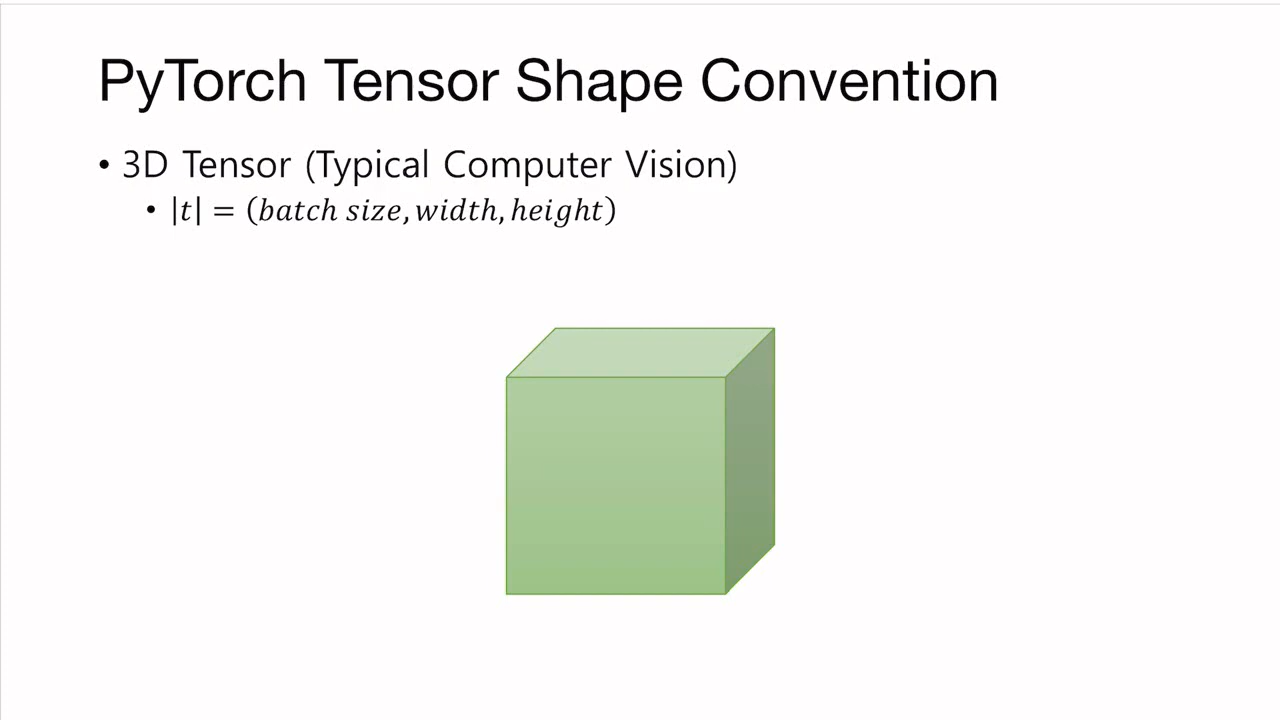 PyTorch Tensor Shape Convention
• 3D Tensor (Typical Computer Vision)
• |t| = (batch size, width, height)